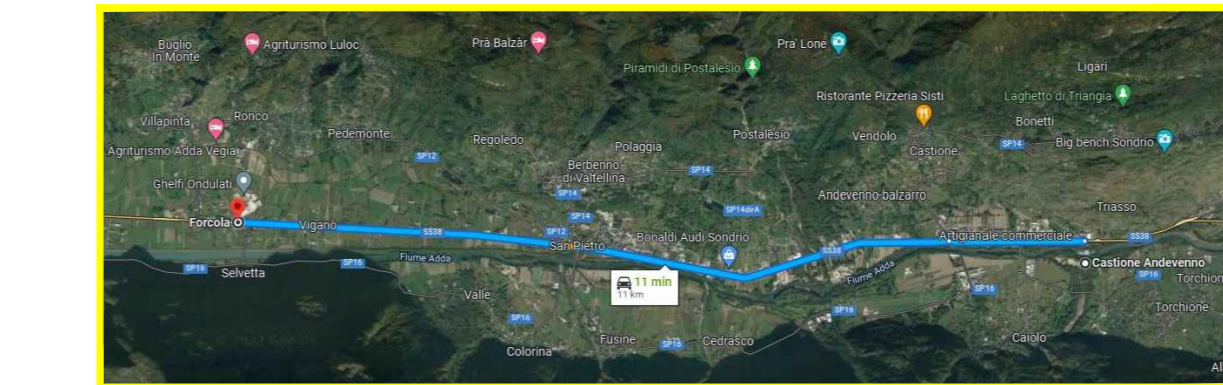 Buglio
In Monte
Agriturismo Luloc
Prà Balzàr
Pra' Lone
Piramidi di Postalesio
Ligari
Ristorante Pizzeria Sisti
Laghetto di Triangia
Villapinta
Ronco
Pedemonte
Regoledo
Polaggia
Postalesio
Vendolo
Castione
Bonetti
SP14
Big bench Sondrio
Agriturismo Adda Vegia
SP12
Berbenno
di Valtellina
SP14
SP14
Ghelfi Ondulati
Andevenno-balzarro
Triasso
Forcola
Viganò
SS38
SP14
SP12
SP14dirA
San Pietro
Bonaldi Audi Sondrio
SS38
Artigianale-commerciale
SS38
Fiume Adda
Castione Andevenno
SP16
Selvetta
SP16
11 min
11 km
Fiume Adda
SP16
Torchion
Valle
SP16
SP16
Torchione
Colorina
Fusine
SP16
Cedrasco
Caiolo
Al